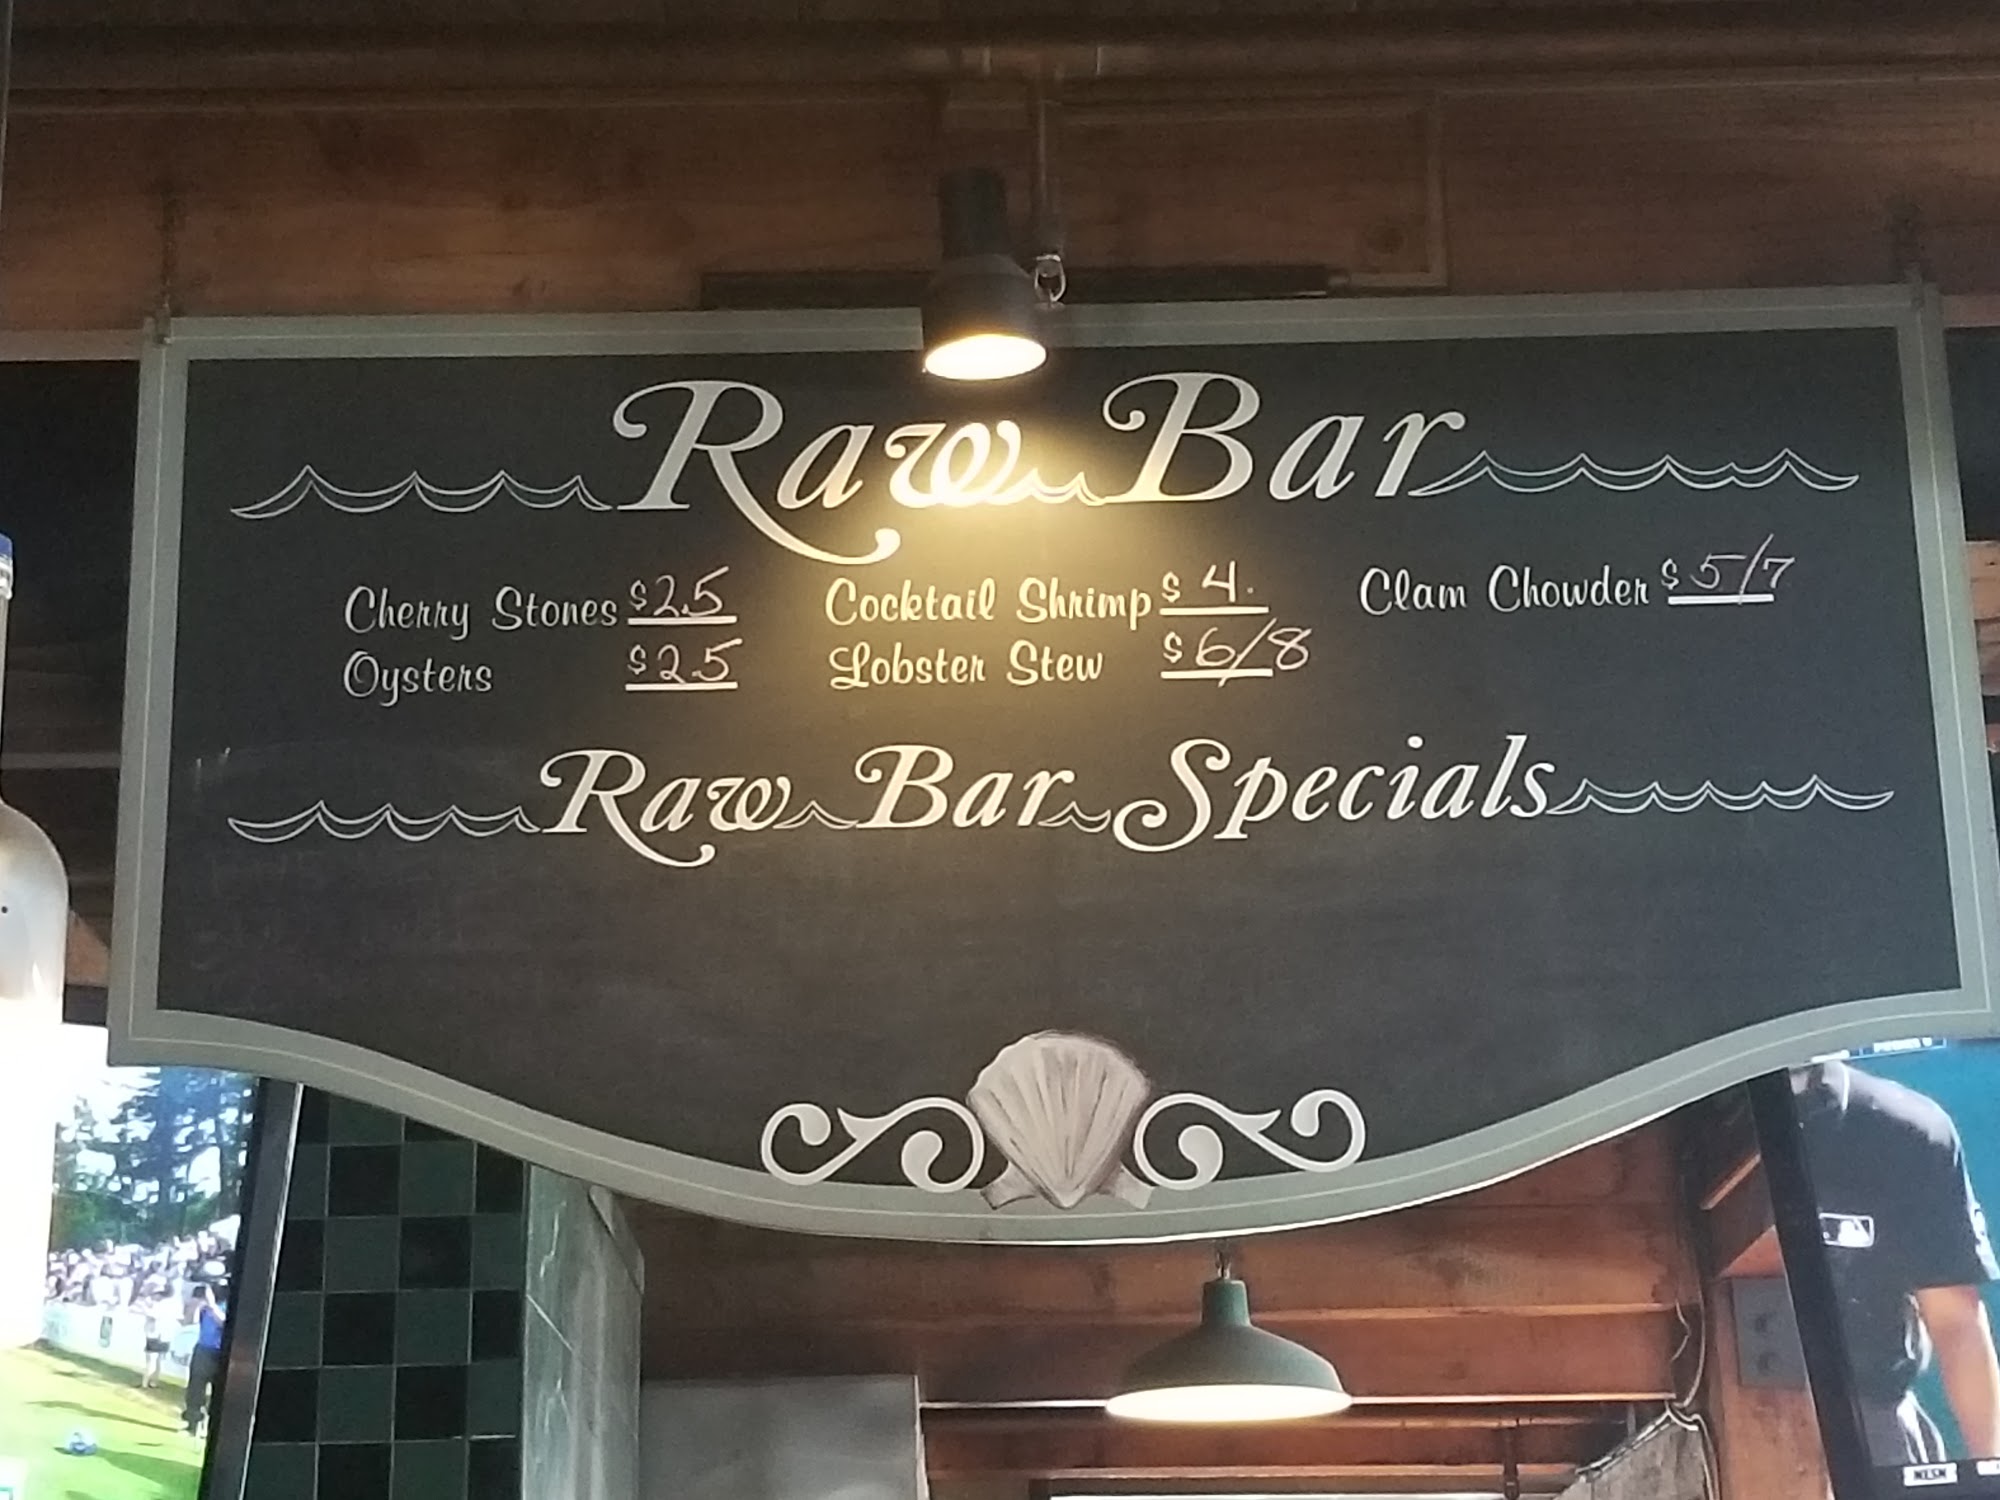 Raw Bar
Cherry Stones $2.5 Cocktail Shrimp $4. Clam Chowder $5/7
Oysters $2.5 Lobster Stew $6/8
Raw Bar Specials